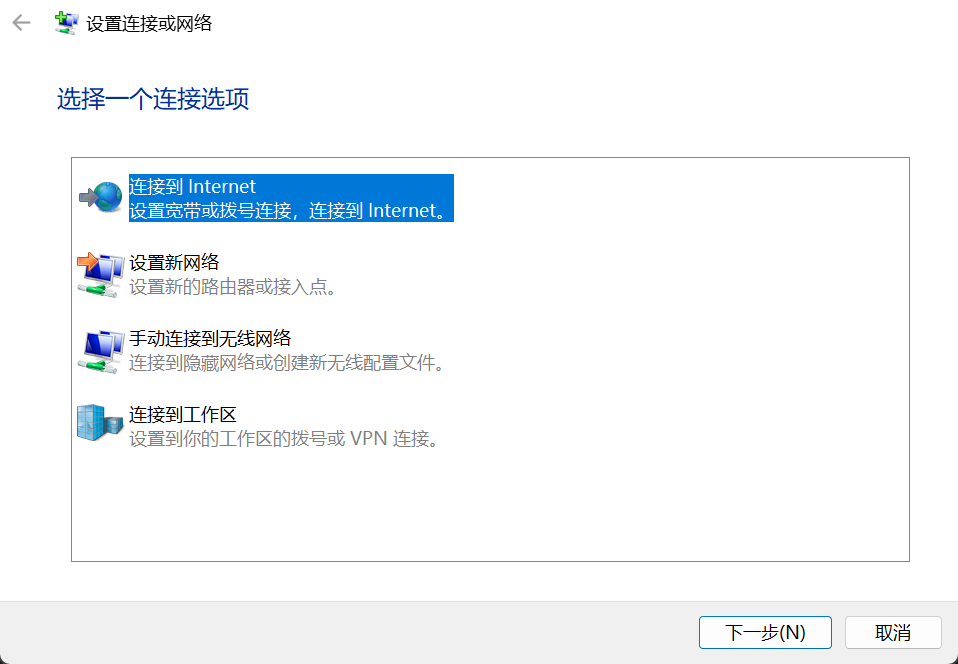 设置连接或网络
选择一个连接选项
连接到 Internet
设置宽带或拨号连接，连接到 Internet。
设置新网络
设置新的路由器或接入点。
手动连接到无线网络
连接到隐藏网络或创建新无线配置文件。
连接到工作区
设置到你的工作区的拨号或 VPN 连接。
下一步(N)
取消